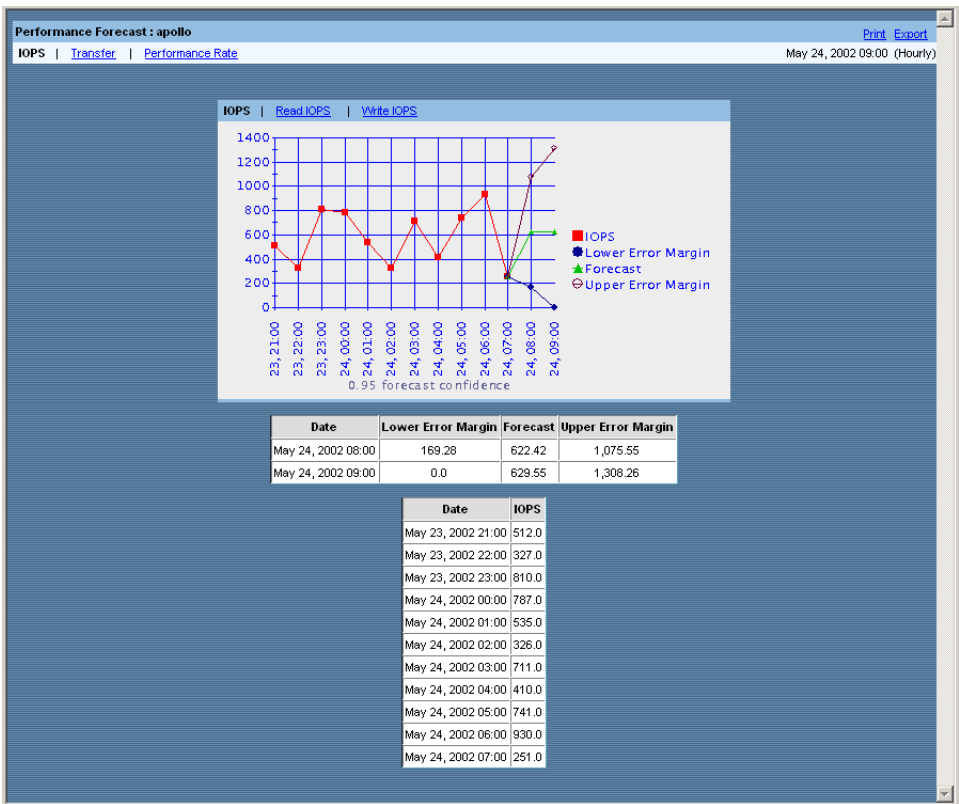 Performance Forecast : apollo
Print Export
IOPS | Transfer | Performance Rate
May 24, 2002 09:00 (Hourly)
IOPS | Read IOPS | Write IOPS
1400
1200
1000
800
600
400
200
0
IOPS
Lower Error Margin
Forecast
Upper Error Margin
23, 21:00
23, 22:00
23, 23:00
24, 00:00
24, 01:00
24, 02:00
24, 03:00
24, 04:00
24, 05:00
24, 06:00
24, 07:00
24, 08:00
24, 09:00
0.95 forecast confidence
Date Lower Error Margin Forecast Upper Error Margin
May 24, 2002 08:00 169.28 622.42 1,075.55
May 24, 2002 09:00 0.0 629.55 1,308.26
Date IOPS
May 23, 2002 21:00 512.0
May 23, 2002 22:00 327.0
May 23, 2002 23:00 810.0
May 24, 2002 00:00 787.0
May 24, 2002 01:00 535.0
May 24, 2002 02:00 326.0
May 24, 2002 03:00 711.0
May 24, 2002 04:00 410.0
May 24, 2002 05:00 741.0
May 24, 2002 06:00 930.0
May 24, 2002 07:00 251.0